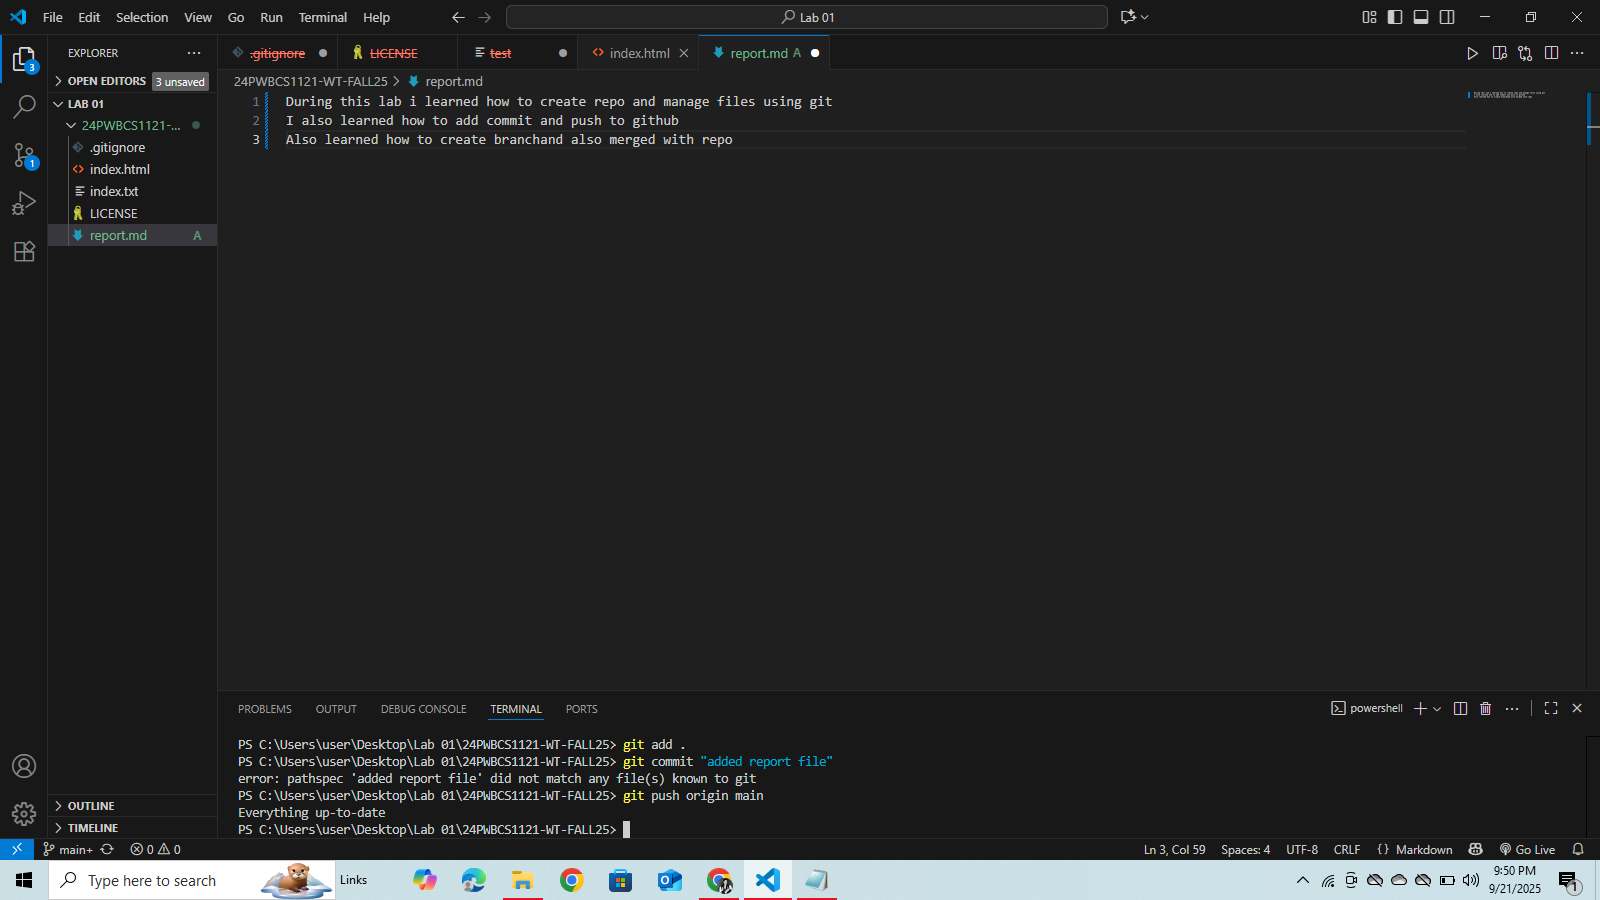 File Edit Selection View Go Run Terminal Help
Lab 01
EXPLORER
OPEN EDITORS 3 unsaved
LAB 01
24PWBCS1121-...
.gitignore
index.html
index.txt
LICENSE
report.md A
OUTLINE
TIMELINE
.gitignore LICENSE test index.html report.md A
24PWBCS1121-WT-FALL25 > report.md
1 During this lab i learned how to create repo and manage files using git
2 I also learned how to add commit and push to github
3 Also learned how to create branchand also merged with repo
PROBLEMS OUTPUT DEBUG CONSOLE TERMINAL PORTS
powershell
PS C:\Users\user\Desktop\Lab 01\24PWBCS1121-WT-FALL25> git add .
PS C:\Users\user\Desktop\Lab 01\24PWBCS1121-WT-FALL25> git commit "added report file"
error: pathspec 'added report file' did not match any file(s) known to git
PS C:\Users\user\Desktop\Lab 01\24PWBCS1121-WT-FALL25> git push origin main
Everything up-to-date
PS C:\Users\user\Desktop\Lab 01\24PWBCS1121-WT-FALL25>
3
1
main+ 0 0
Ln 3, Col 59 Spaces: 4 UTF-8 CRLF {} Markdown Go Live
Type here to search
Links
9:50 PM
9/21/2025
1